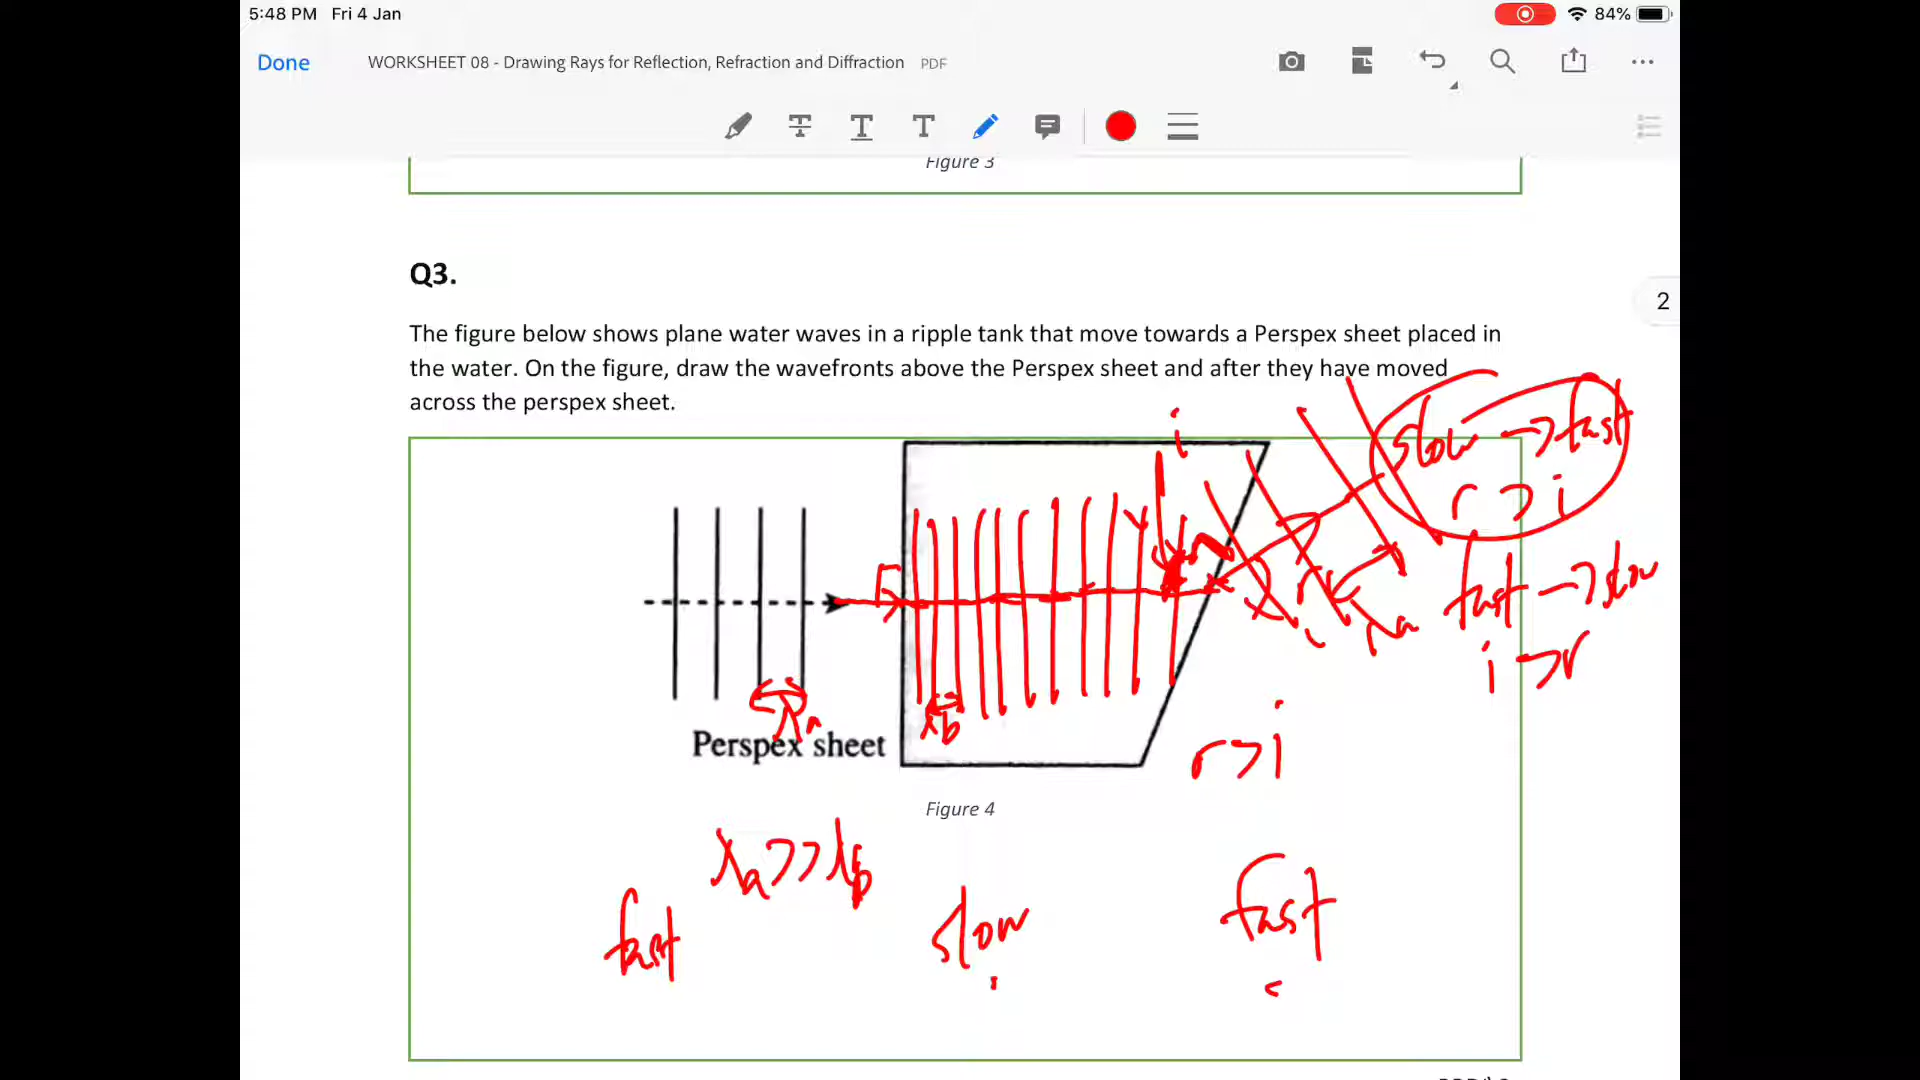 5:48 PM Fri 4 Jan
84%
Done
WORKSHEET 08 - Drawing Rays for Reflection, Refraction and Diffraction PDF
T T T
Figure 3
Q3.
2
The figure below shows plane water waves in a ripple tank that move towards a Perspex sheet placed in
the water. On the figure, draw the wavefronts above the Perspex sheet and after they have moved
across the perspex sheet.
i
slow → fast
r > i
fast → slow
i > r
r
i
λa
λb
Perspex sheet
r > i
Figure 4
λa >> λb
fast
slow
fast